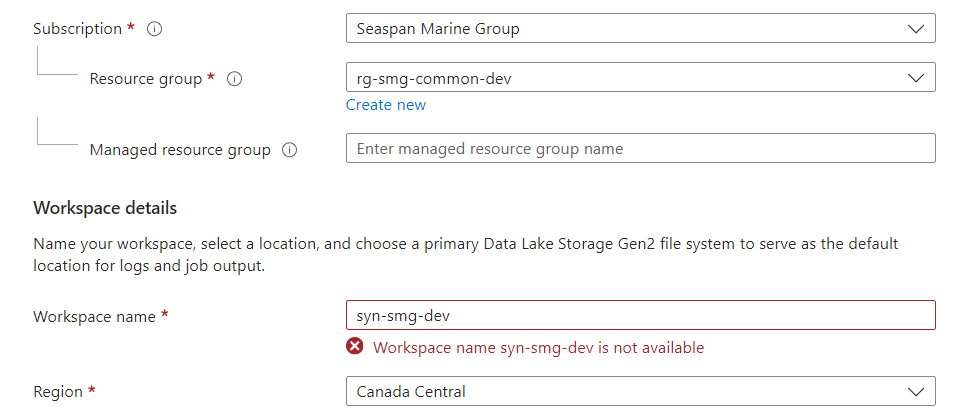 Subscription * Seaspan Marine Group
Resource group * rg-smg-common-dev
Create new
Managed resource group Enter managed resource group name
Workspace details
Name your workspace, select a location, and choose a primary Data Lake Storage Gen2 file system to serve as the default
location for logs and job output.
Workspace name * syn-smg-dev
Workspace name syn-smg-dev is not available
Region * Canada Central